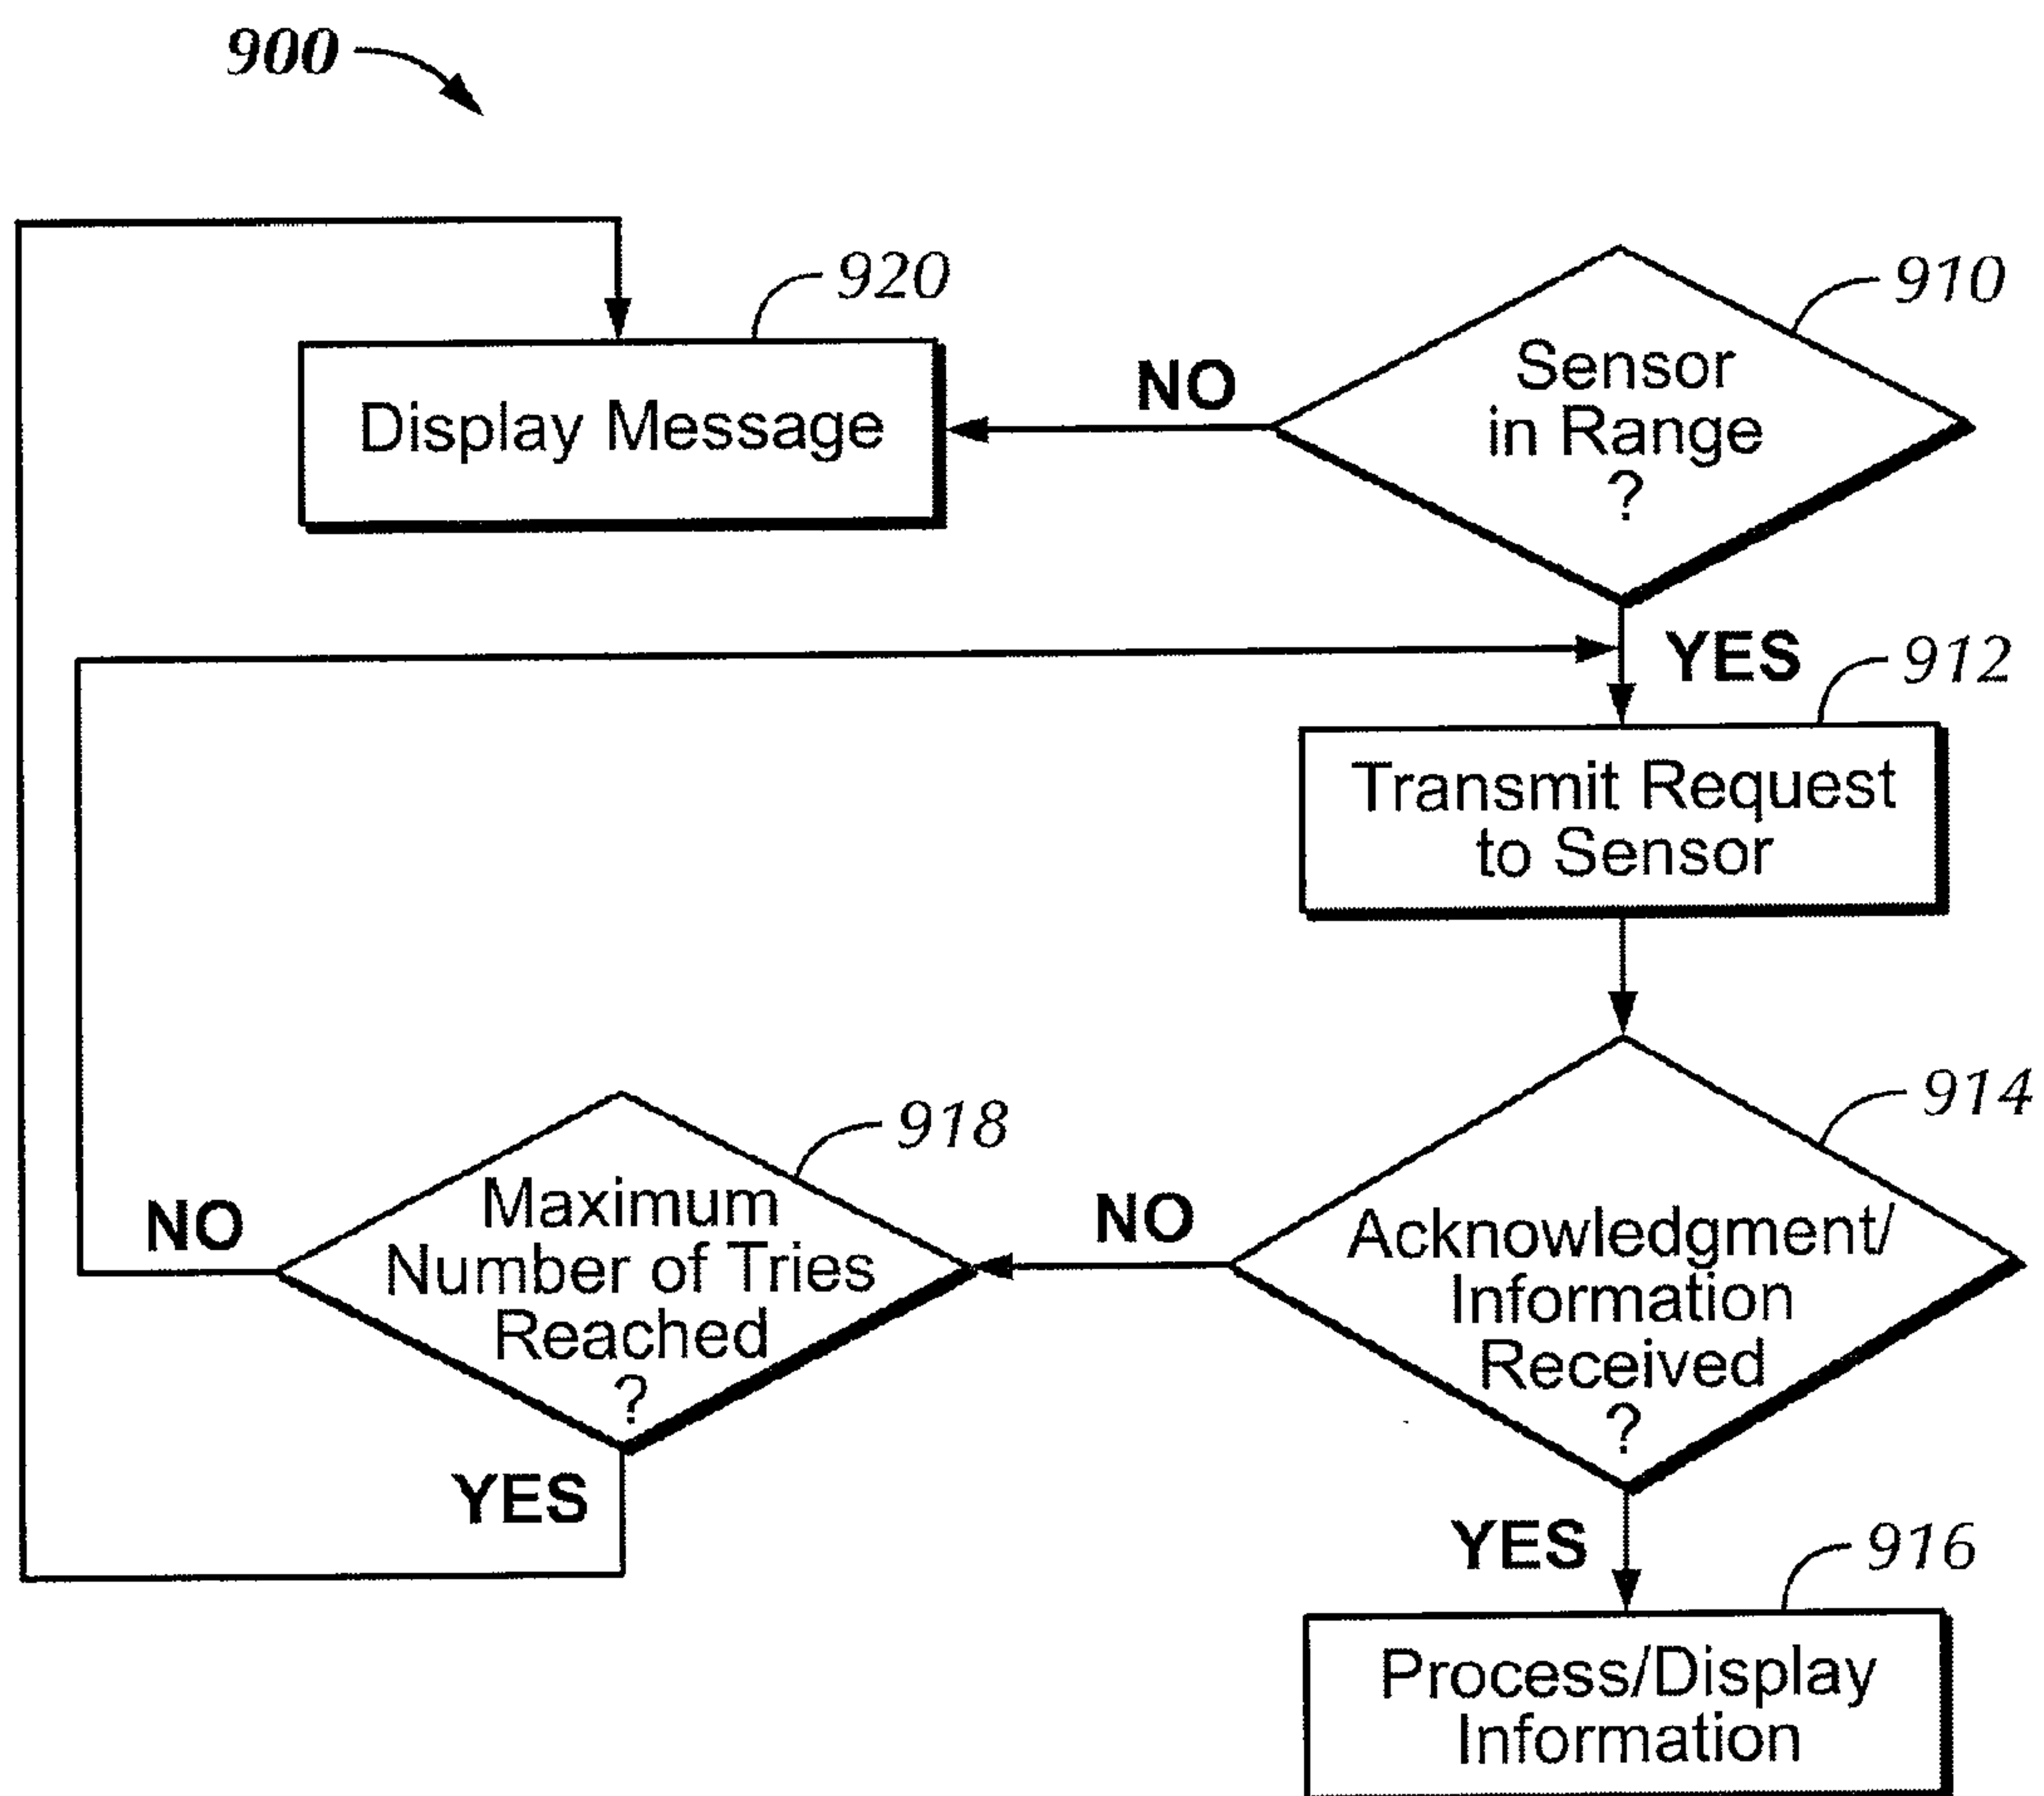 900
920
Display Message
NO
910
Sensor
in Range
?
YES
912
Transmit Request
to Sensor
914
Acknowledgment/
Information
Received
?
NO
918
Maximum
Number of Tries
Reached
?
NO
YES
YES
916
Process/Display
Information